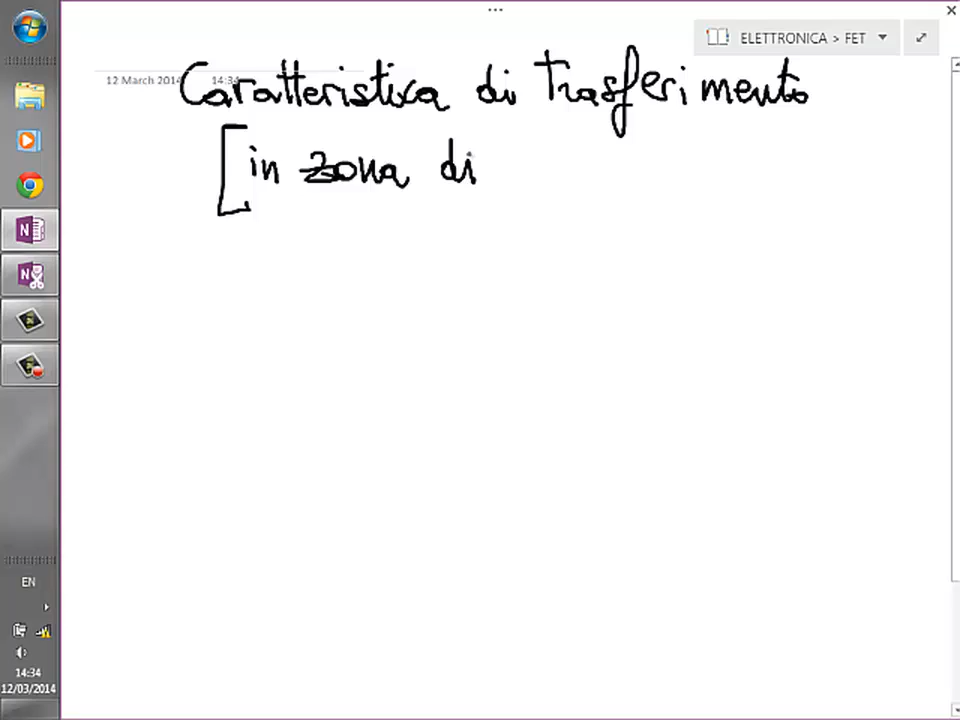 ...
ELETTRONICA > FET
12 March 2014 14:34
Caratteristica di Trasferimento
[in zona di
EN
14:34
12/03/2014